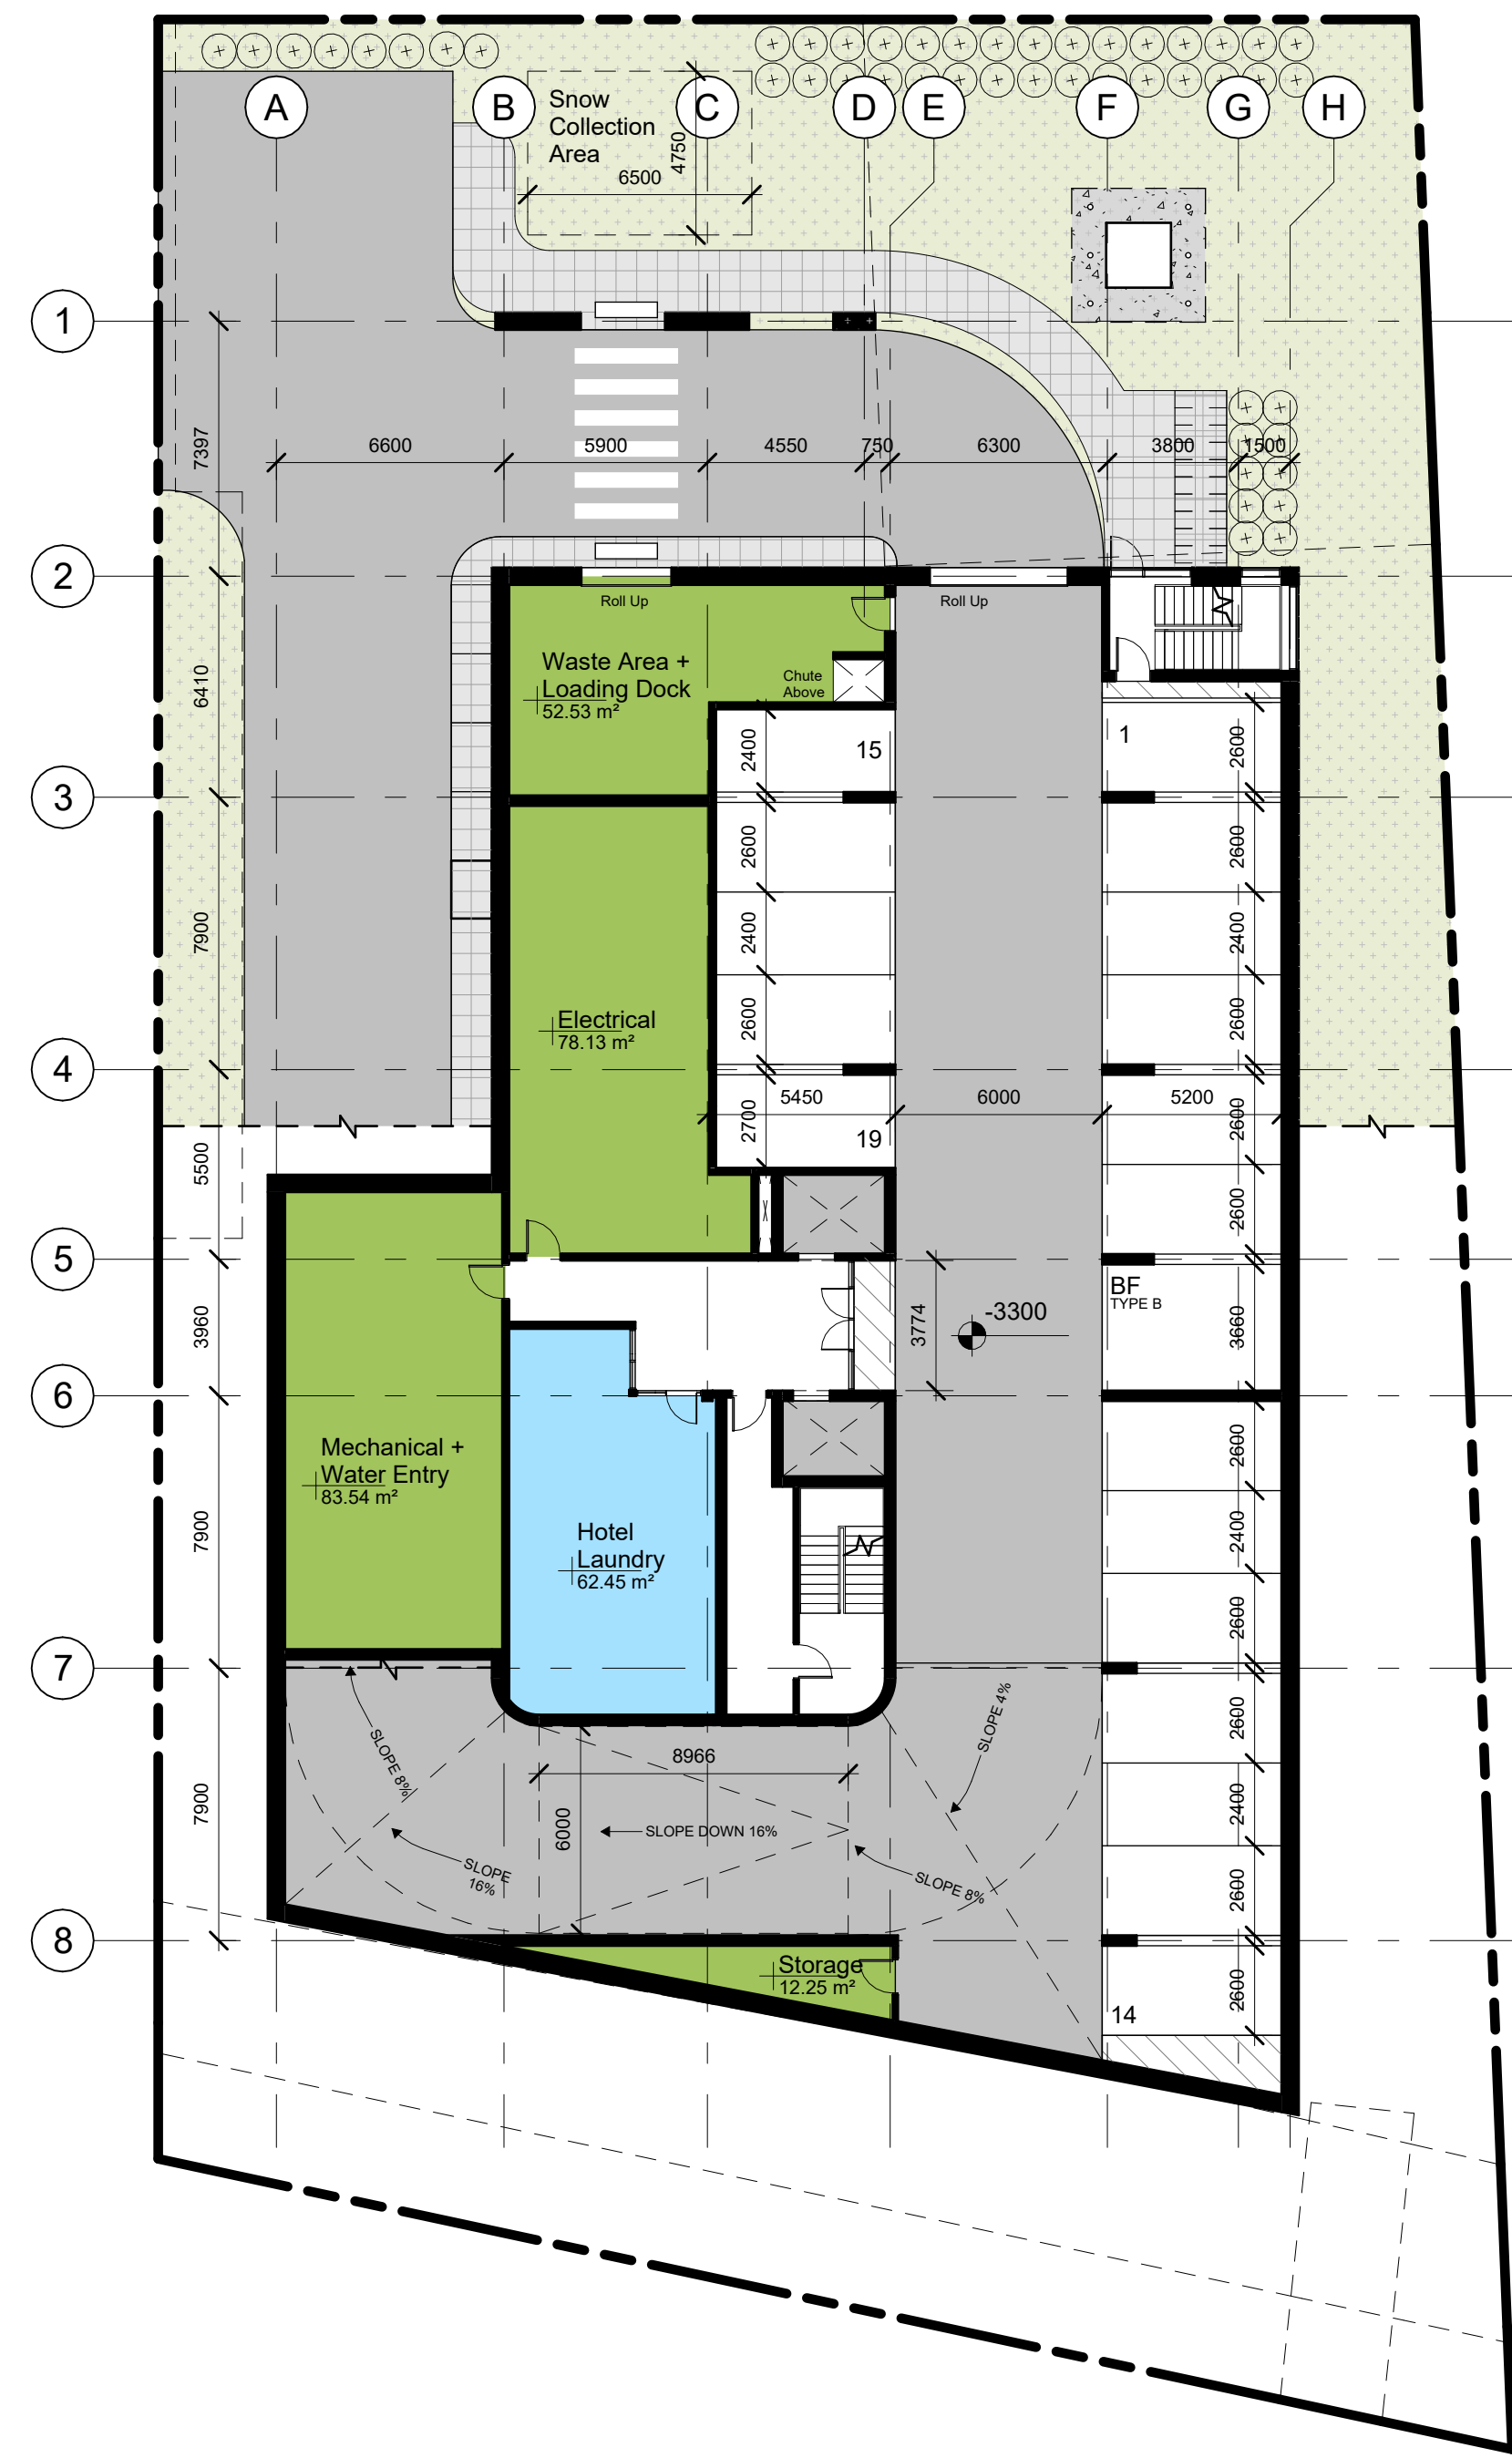 A
B
C
D
E
F
G
H
Snow
Collection
Area
4750
6500
1
7397
6600
5900
4550
750
6300
3800
1500
2
Roll Up
Roll Up
6410
Waste Area +
Loading Dock
52.53 m²
Chute
Above
2400
15
1
2600
3
2600
2600
7900
2400
2400
Electrical
78.13 m²
2600
2600
4
5450
6000
5200
2700
19
2600
5500
2600
5
BF
TYPE B
3960
3774
-3300
3660
6
Mechanical +
Water Entry
83.54 m²
2600
7900
Hotel
Laundry
62.45 m²
2400
2600
7
SLOPE 4%
2600
SLOPE 8%
8966
7900
6000
SLOPE DOWN 16%
2400
SLOPE
16%
SLOPE 8%
2600
8
Storage
12.25 m²
2600
14